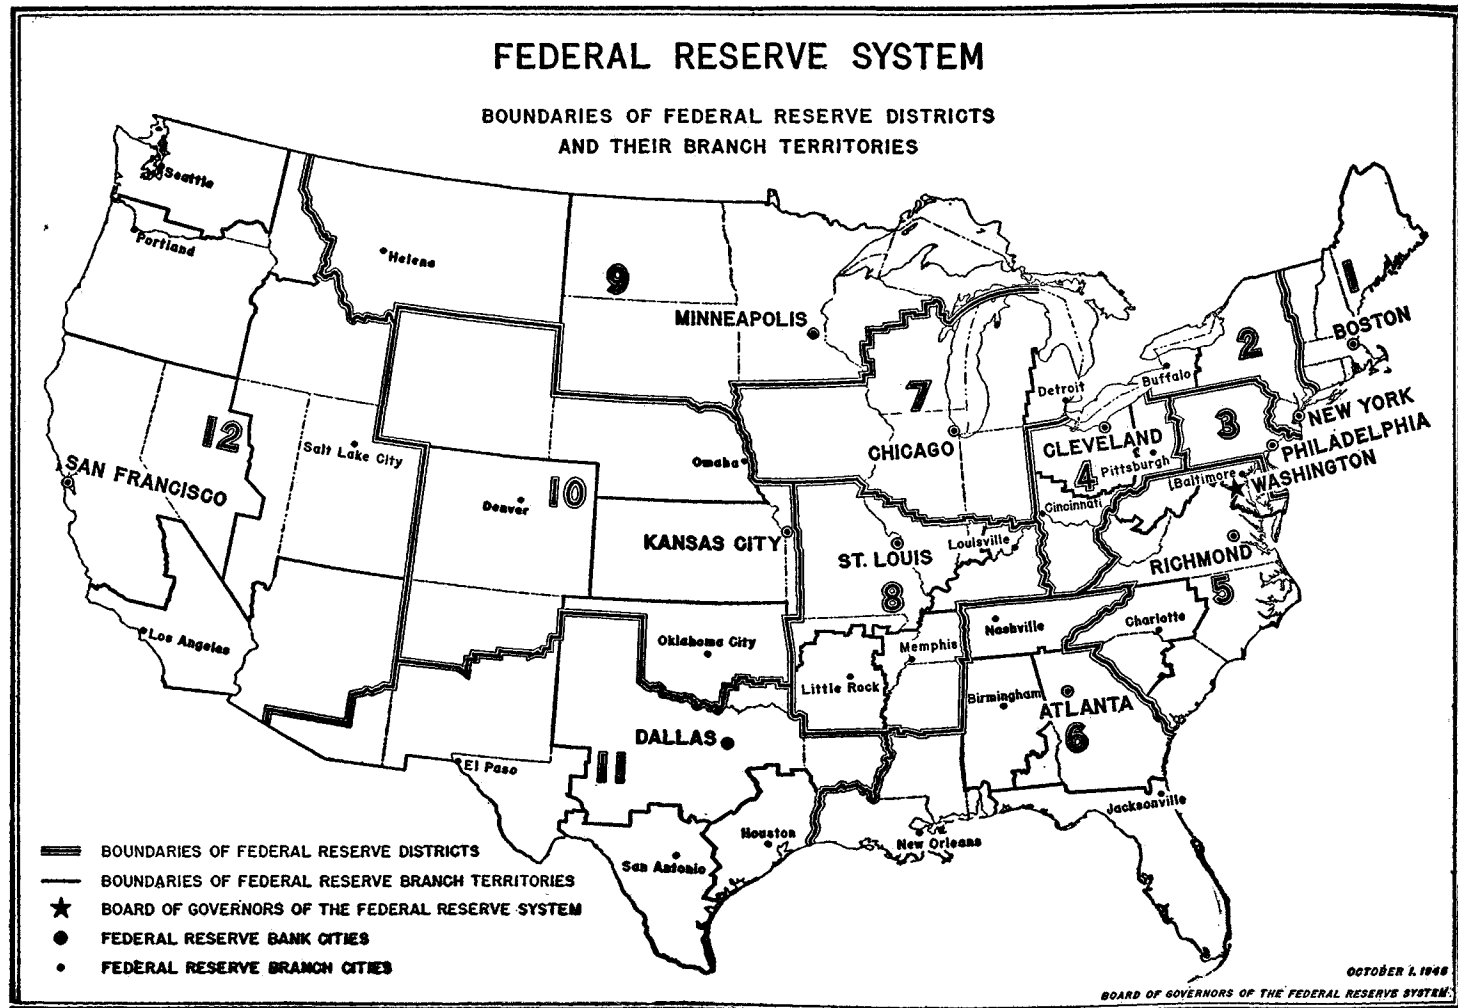 FEDERAL RESERVE SYSTEM
BOUNDARIES OF FEDERAL RESERVE DISTRICTS
AND THEIR BRANCH TERRITORIES
Seattle
Portland
Helena
9
MINNEAPOLIS
1
BOSTON
2
Buffalo
Detroit
7
CHICAGO
3
NEW YORK
PHILADELPHIA
WASHINGTON
CLEVELAND
4
Pittsburgh
Baltimore
Cincinnati
12
SAN FRANCISCO
Salt Lake City
Omaha
Denver
10
KANSAS CITY
ST. LOUIS
8
Louisville
RICHMOND
5
Los Angeles
Oklahoma City
Memphis
Nashville
Charlotte
Little Rock
Birmingham
ATLANTA
6
DALLAS
11
El Paso
Houston
San Antonio
New Orleans
Jacksonville
BOUNDARIES OF FEDERAL RESERVE DISTRICTS
BOUNDARIES OF FEDERAL RESERVE BRANCH TERRITORIES
BOARD OF GOVERNORS OF THE FEDERAL RESERVE SYSTEM
FEDERAL RESERVE BANK CITIES
FEDERAL RESERVE BRANCH CITIES
OCTOBER 1, 1948
BOARD OF GOVERNORS OF THE FEDERAL RESERVE SYSTEM